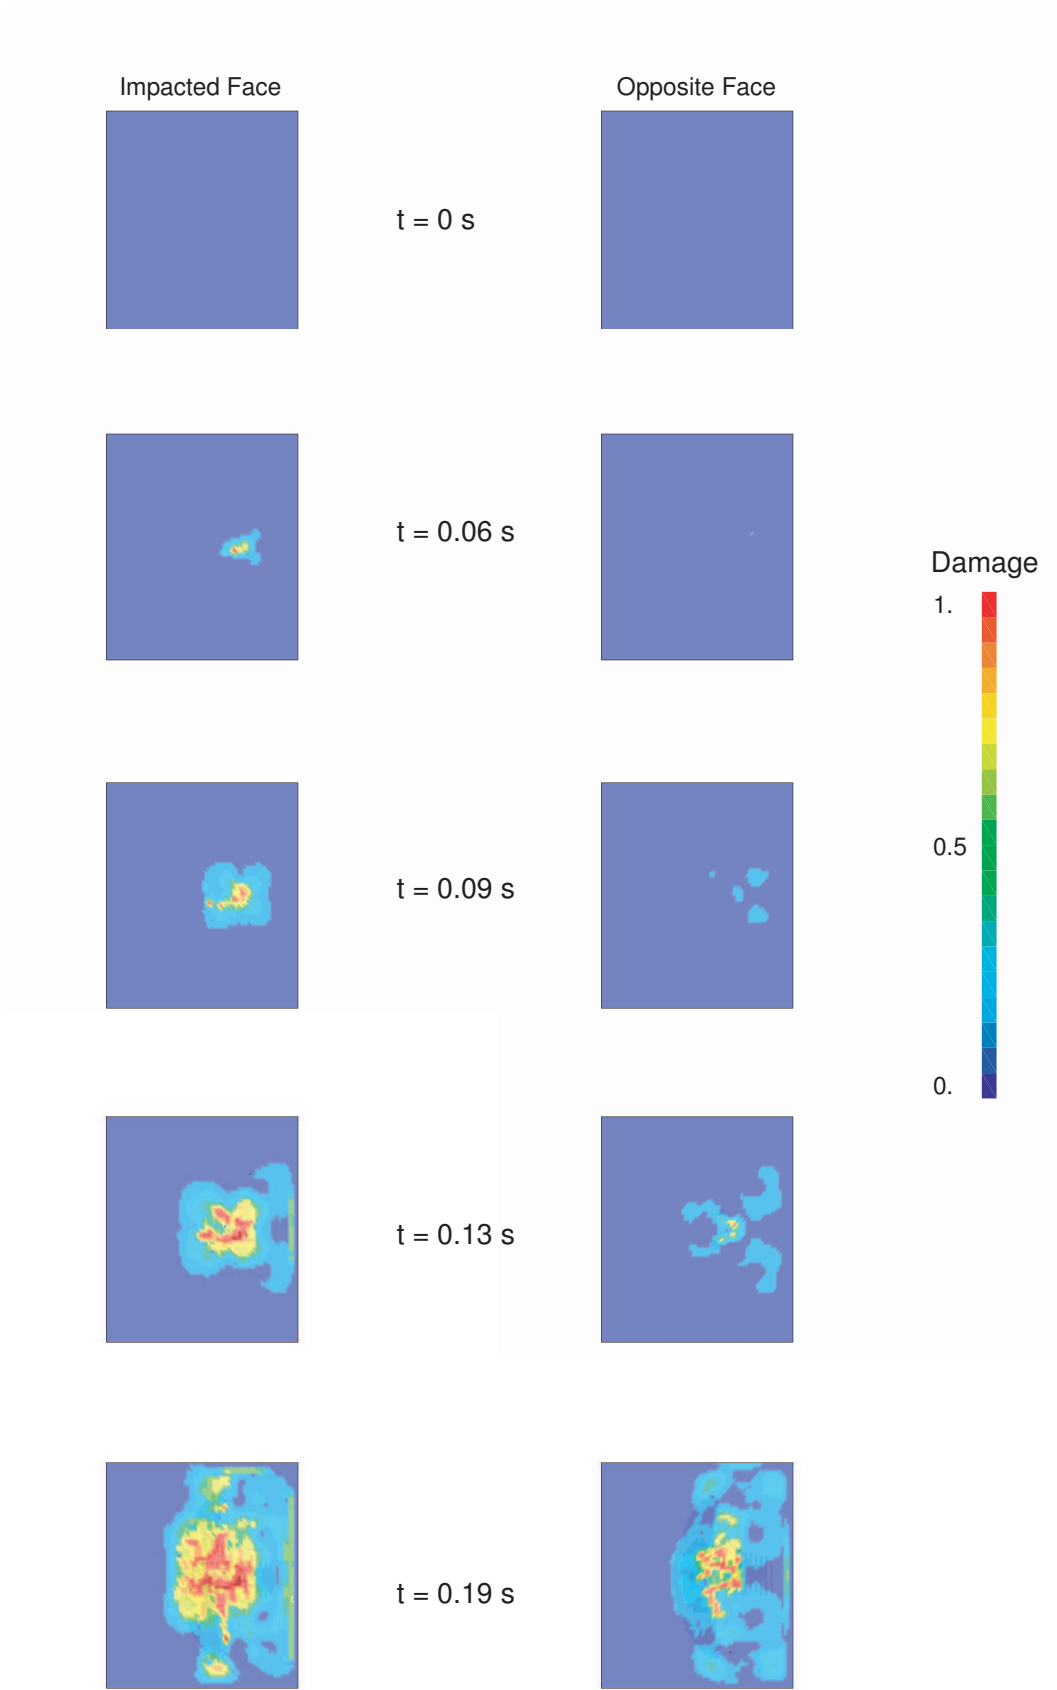 Impacted Face
Opposite Face
t = 0 s
t = 0.06 s
Damage
1.
t = 0.09 s
0.5
0.
t = 0.13 s
t = 0.19 s